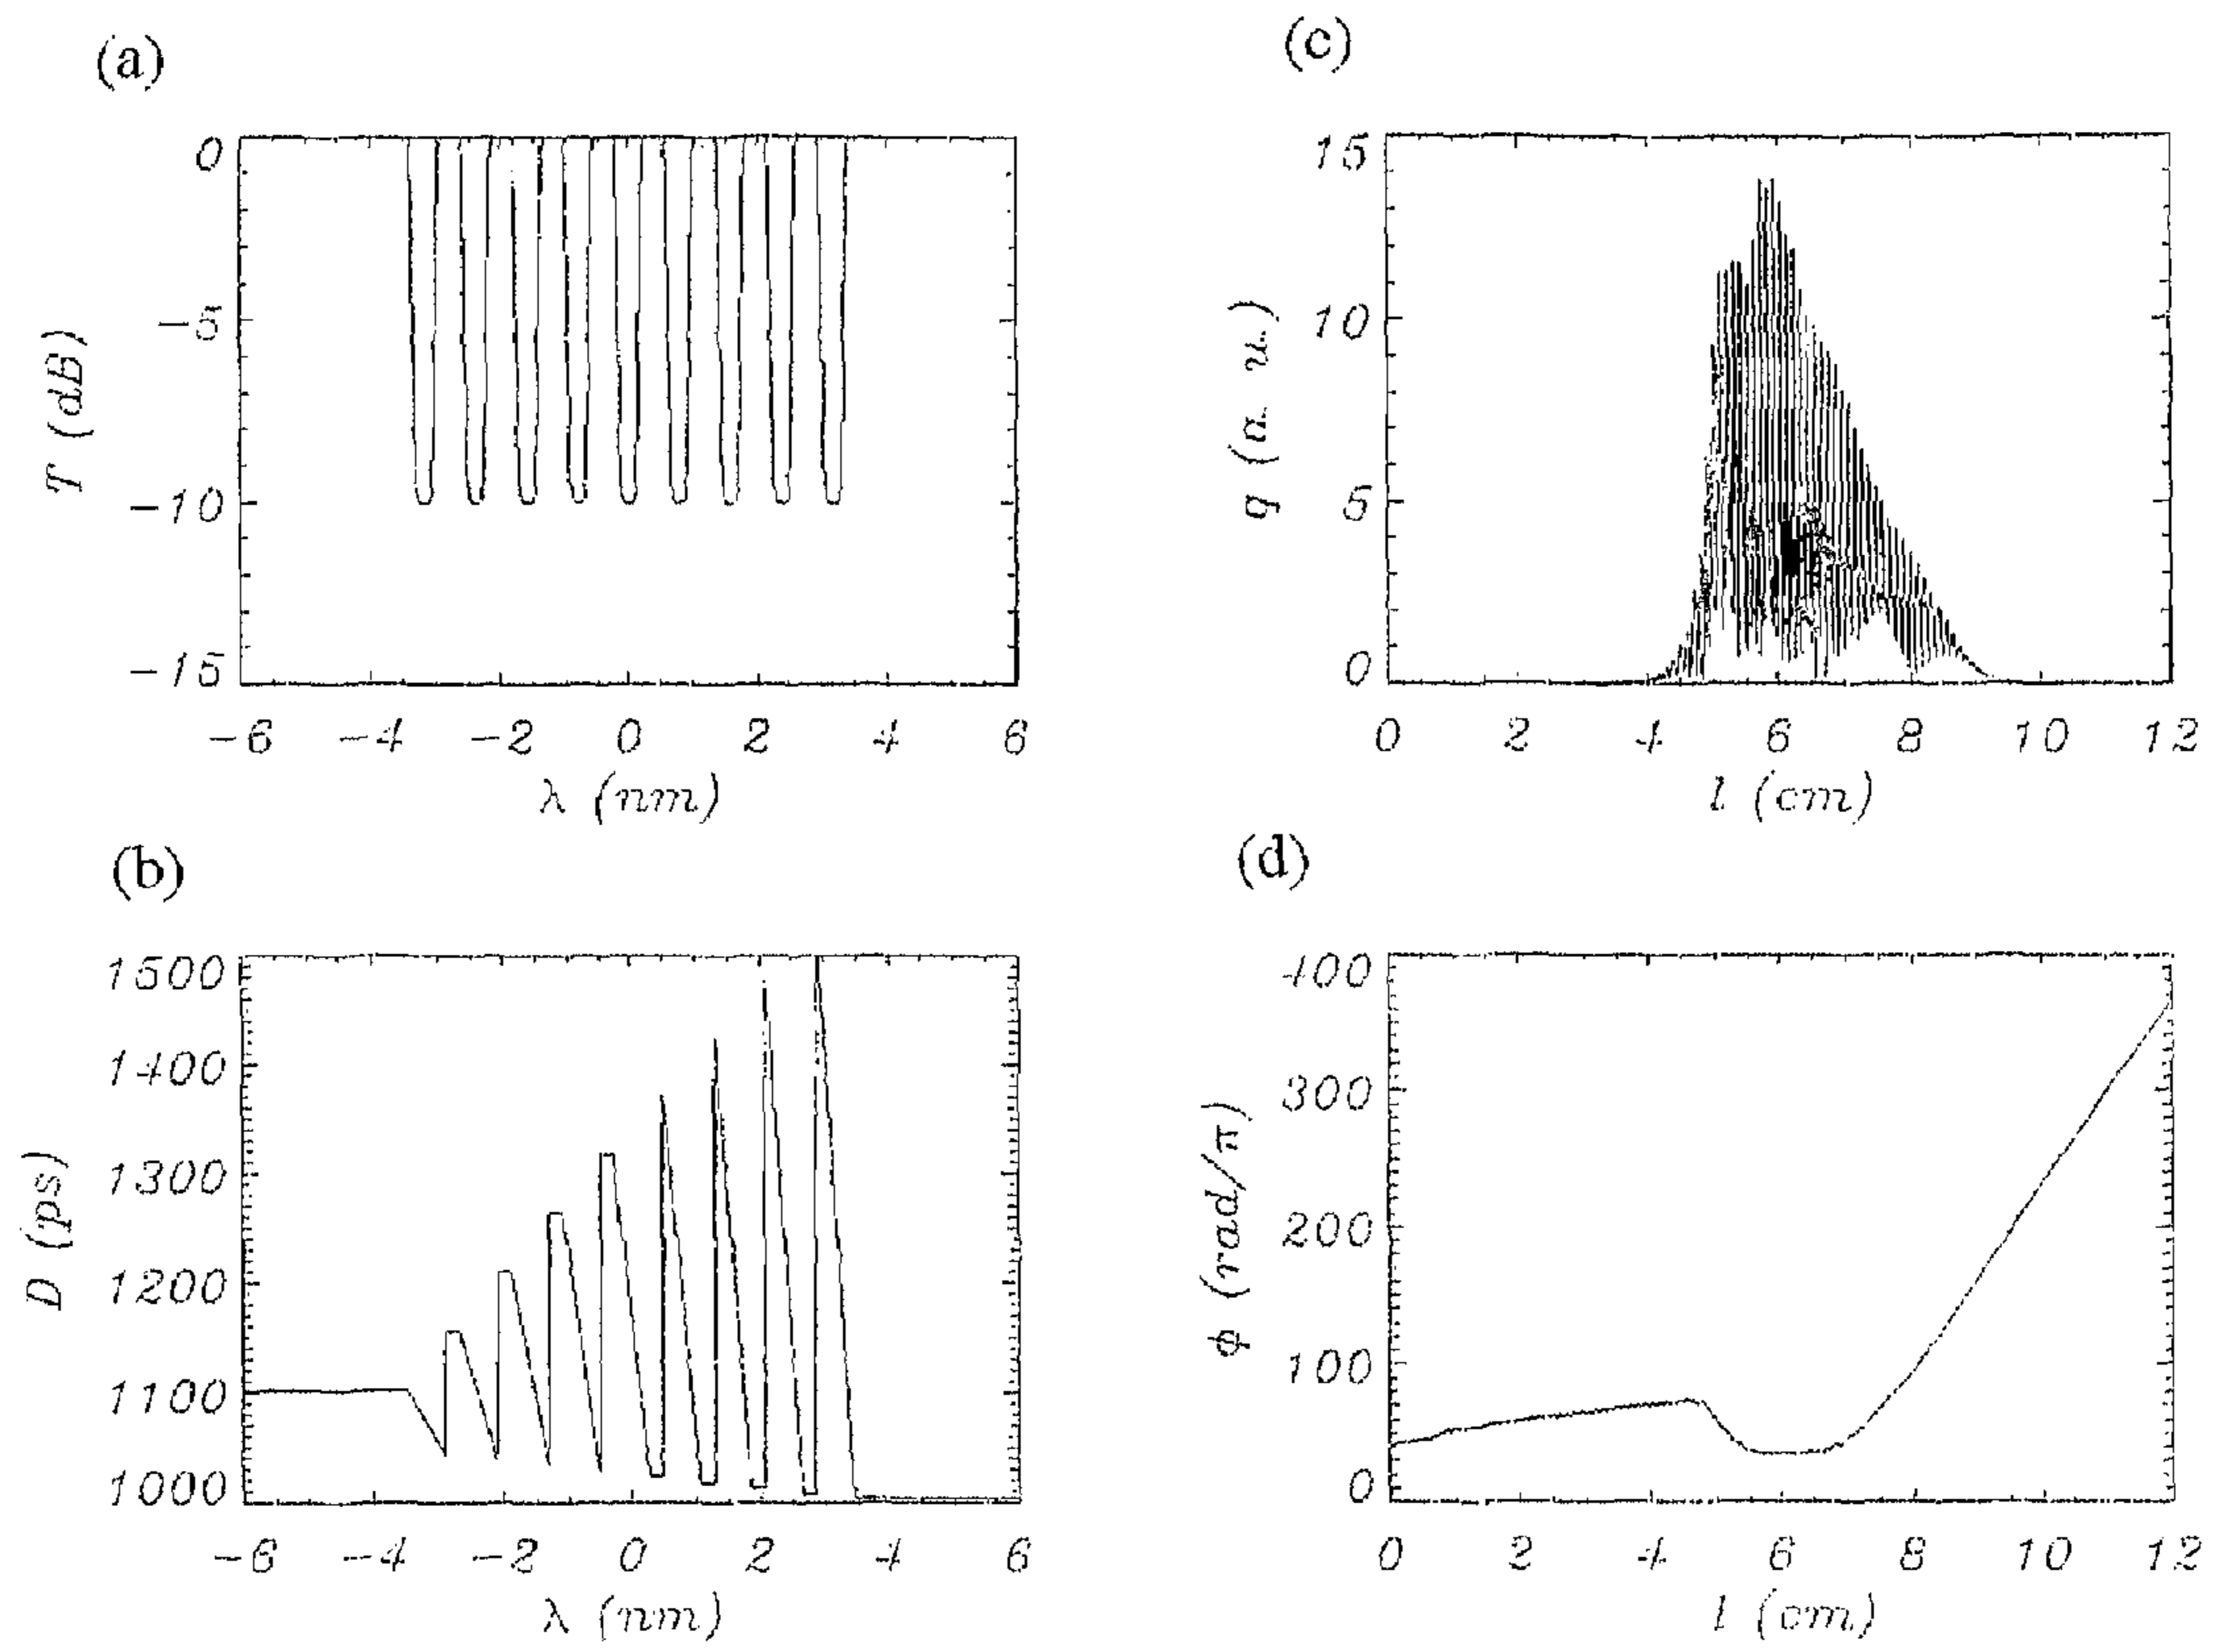 (a)
0
-5
-10
-15
T (dB)
-6 -4 -2 0 2 4 6
λ (nm)
(b)
1500
1400
1300
1200
1100
1000
D (ps)
-6 -4 -2 0 2 4 6
λ (nm)
(c)
15
10
5
0
q (a. u.)
0 2 4 6 8 10 12
l (cm)
(d)
400
300
200
100
0
φ (rad/π)
0 2 4 6 8 10 12
l (cm)